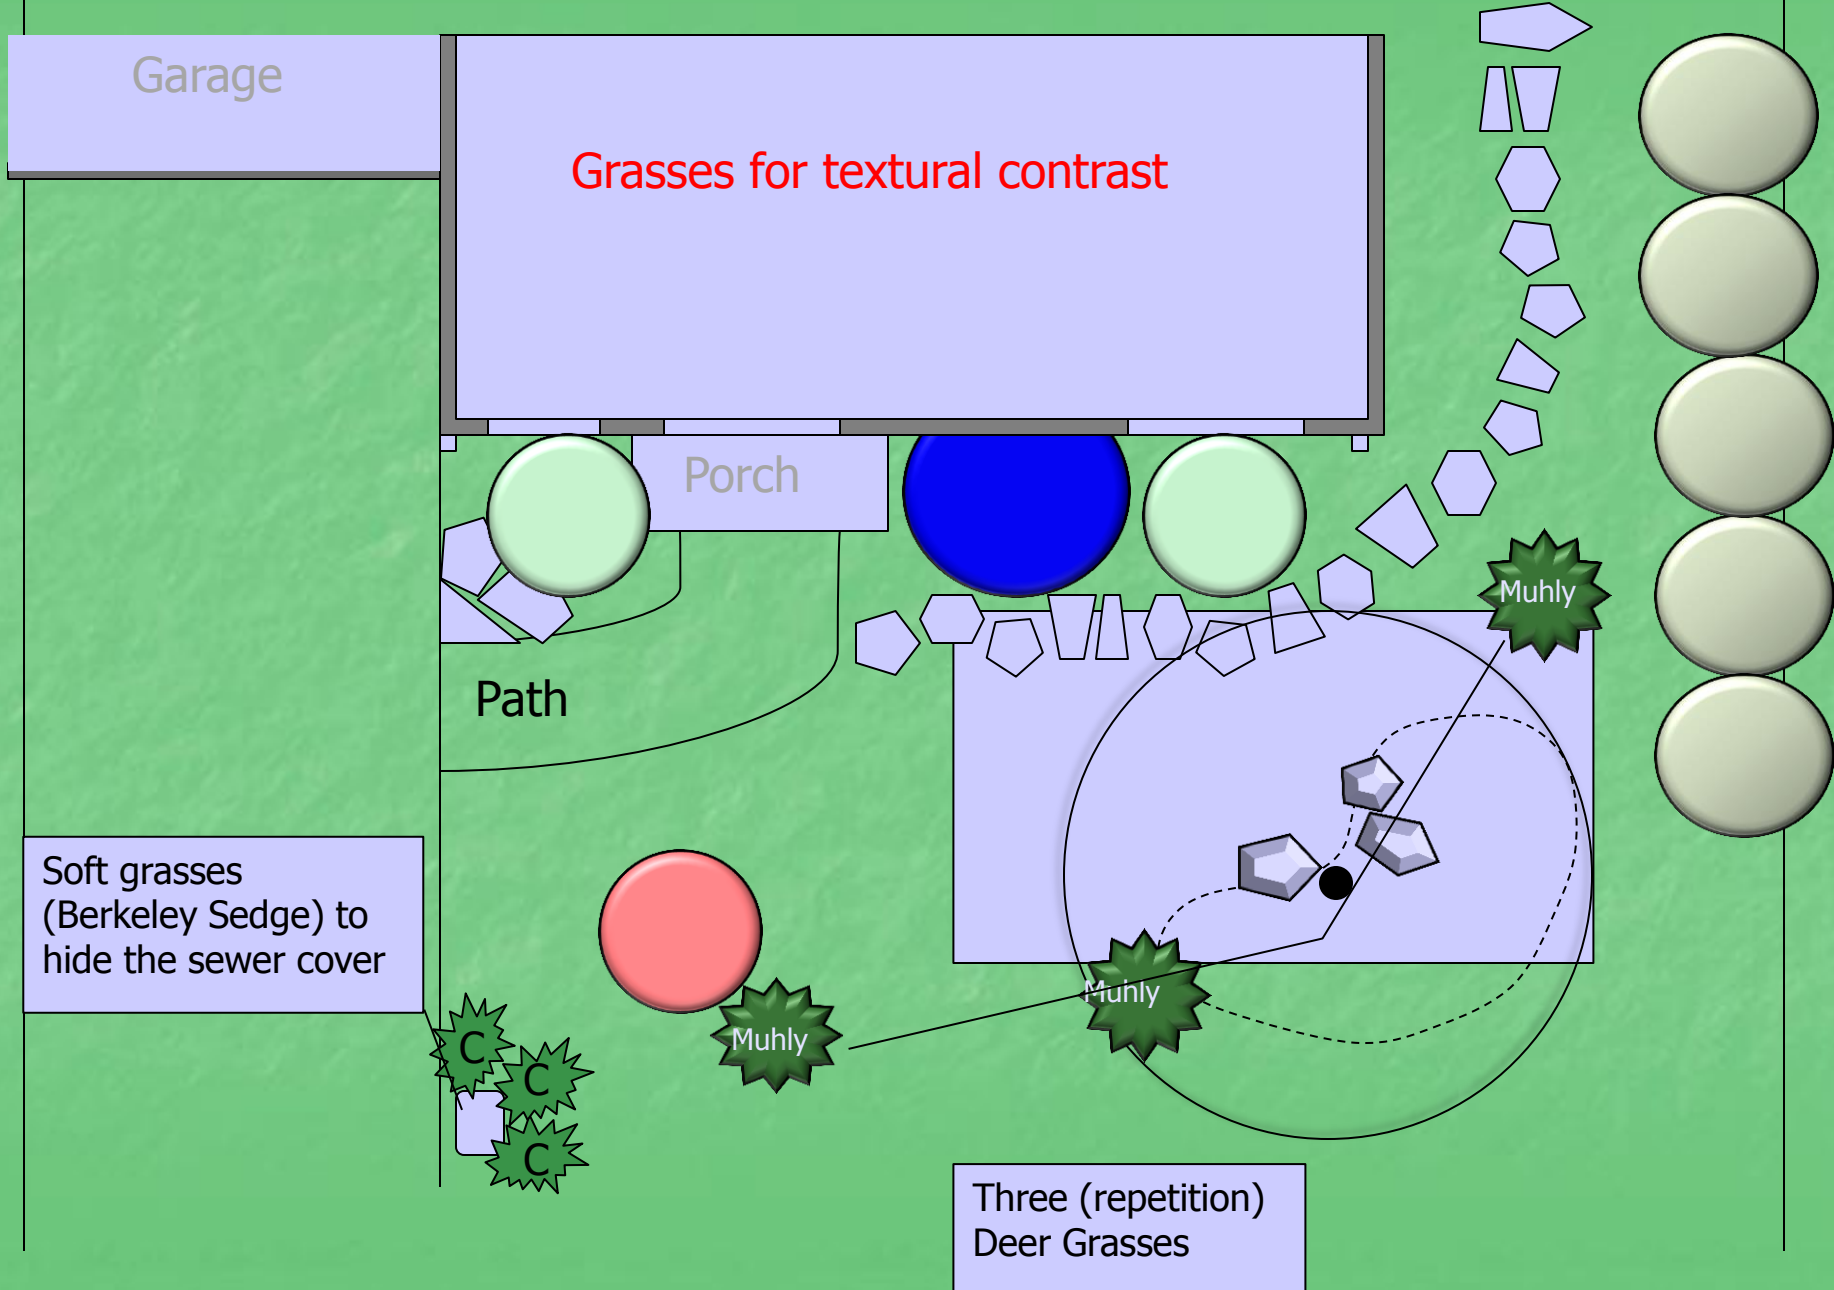 Garage
Grasses for textural contrast
Porch
Muhly
Path
Soft grasses
(Berkeley Sedge) to
hide the sewer cover
Muhly
Muhly
C
C
C
Three (repetition)
Deer Grasses